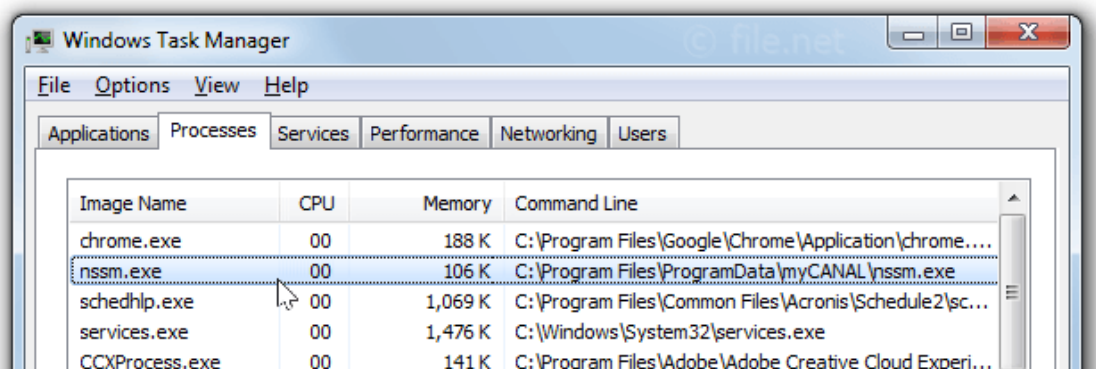 Windows Task Manager © file.net
File Options View Help
Applications Processes Services Performance Networking Users
Image Name CPU Memory Command Line
chrome.exe 00 188 K C:\Program Files\Google\Chrome\Application\chrome....
nssm.exe 00 106 K C:\Program Files\ProgramData\myCANAL\nssm.exe
schedhlp.exe 00 1,069 K C:\Program Files\Common Files\Acronis\Schedule2\sc...
services.exe 00 1,476 K C:\Windows\System32\services.exe
CCXProcess.exe 00 141 K C:\Program Files\Adobe\Adobe Creative Cloud Experi...